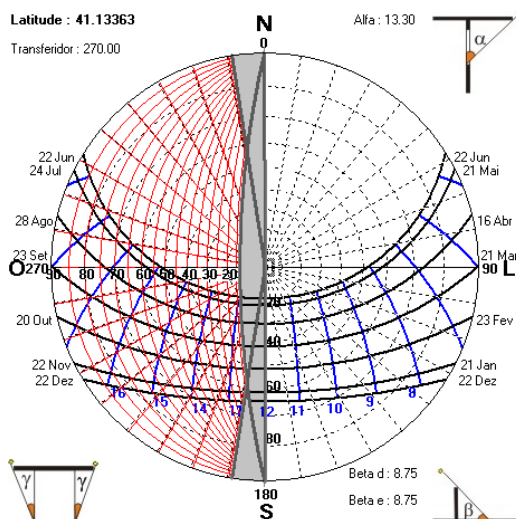 Latitude : 41.13363
Transferidor : 270.00
N
0
Alfa : 13.30
α
22 Jun
24 Jul
28 Ago
23 Set
20 Out
22 Nov
22 Dez
22 Jun
21 Mai
16 Abr
21 Mar
23 Fev
21 Jan
22 Dez
O 270 90 80 70 60 50 40 30 20
90 L
20
40
60
80
16 15 14 13 12 11 10 9 8
180
S
Beta d : 8.75
Beta e : 8.75
γ γ
β